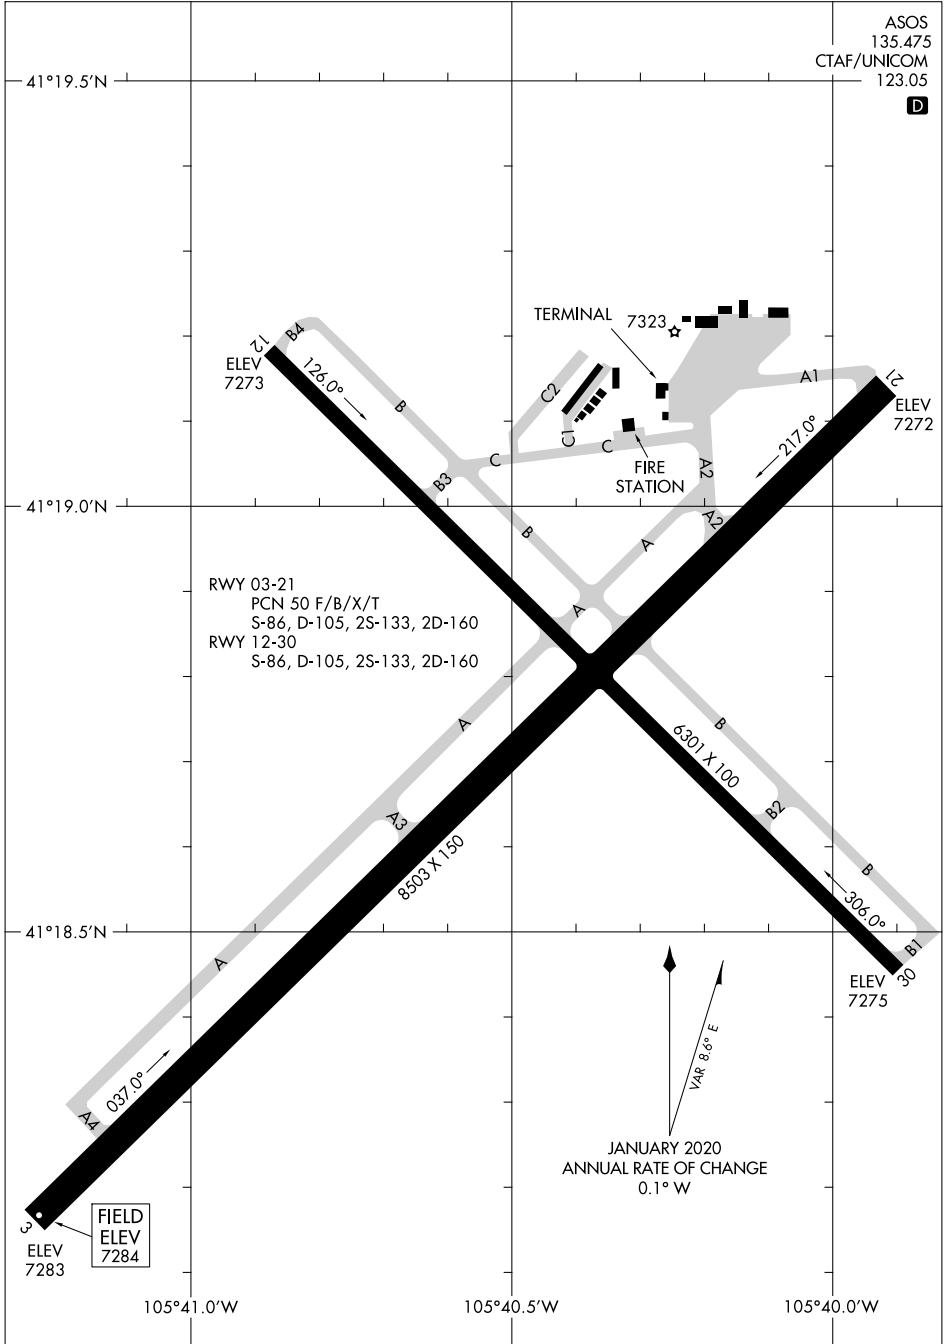 ASOS
135.475
CTAF/UNICOM
123.05
D
41°19.5'N
TERMINAL
7323
B4
12
ELEV
7273
126.0°
B
C2
C1
A1
21
ELEV
7272
217.0°
C
C
FIRE
STATION
A2
B3
41°19.0'N
A2
B
A
RWY 03-21
PCN 50 F/B/X/T
S-86, D-105, 2S-133, 2D-160
RWY 12-30
S-86, D-105, 2S-133, 2D-160
A
A
B
6301 X 100
A3
B2
8503 X 150
B
306.0°
41°18.5'N
A
B1
30
ELEV
7275
VAR 8.6° E
037.0°
A4
JANUARY 2020
ANNUAL RATE OF CHANGE
0.1° W
3
FIELD
ELEV
7284
ELEV
7283
105°41.0'W
105°40.5'W
105°40.0'W